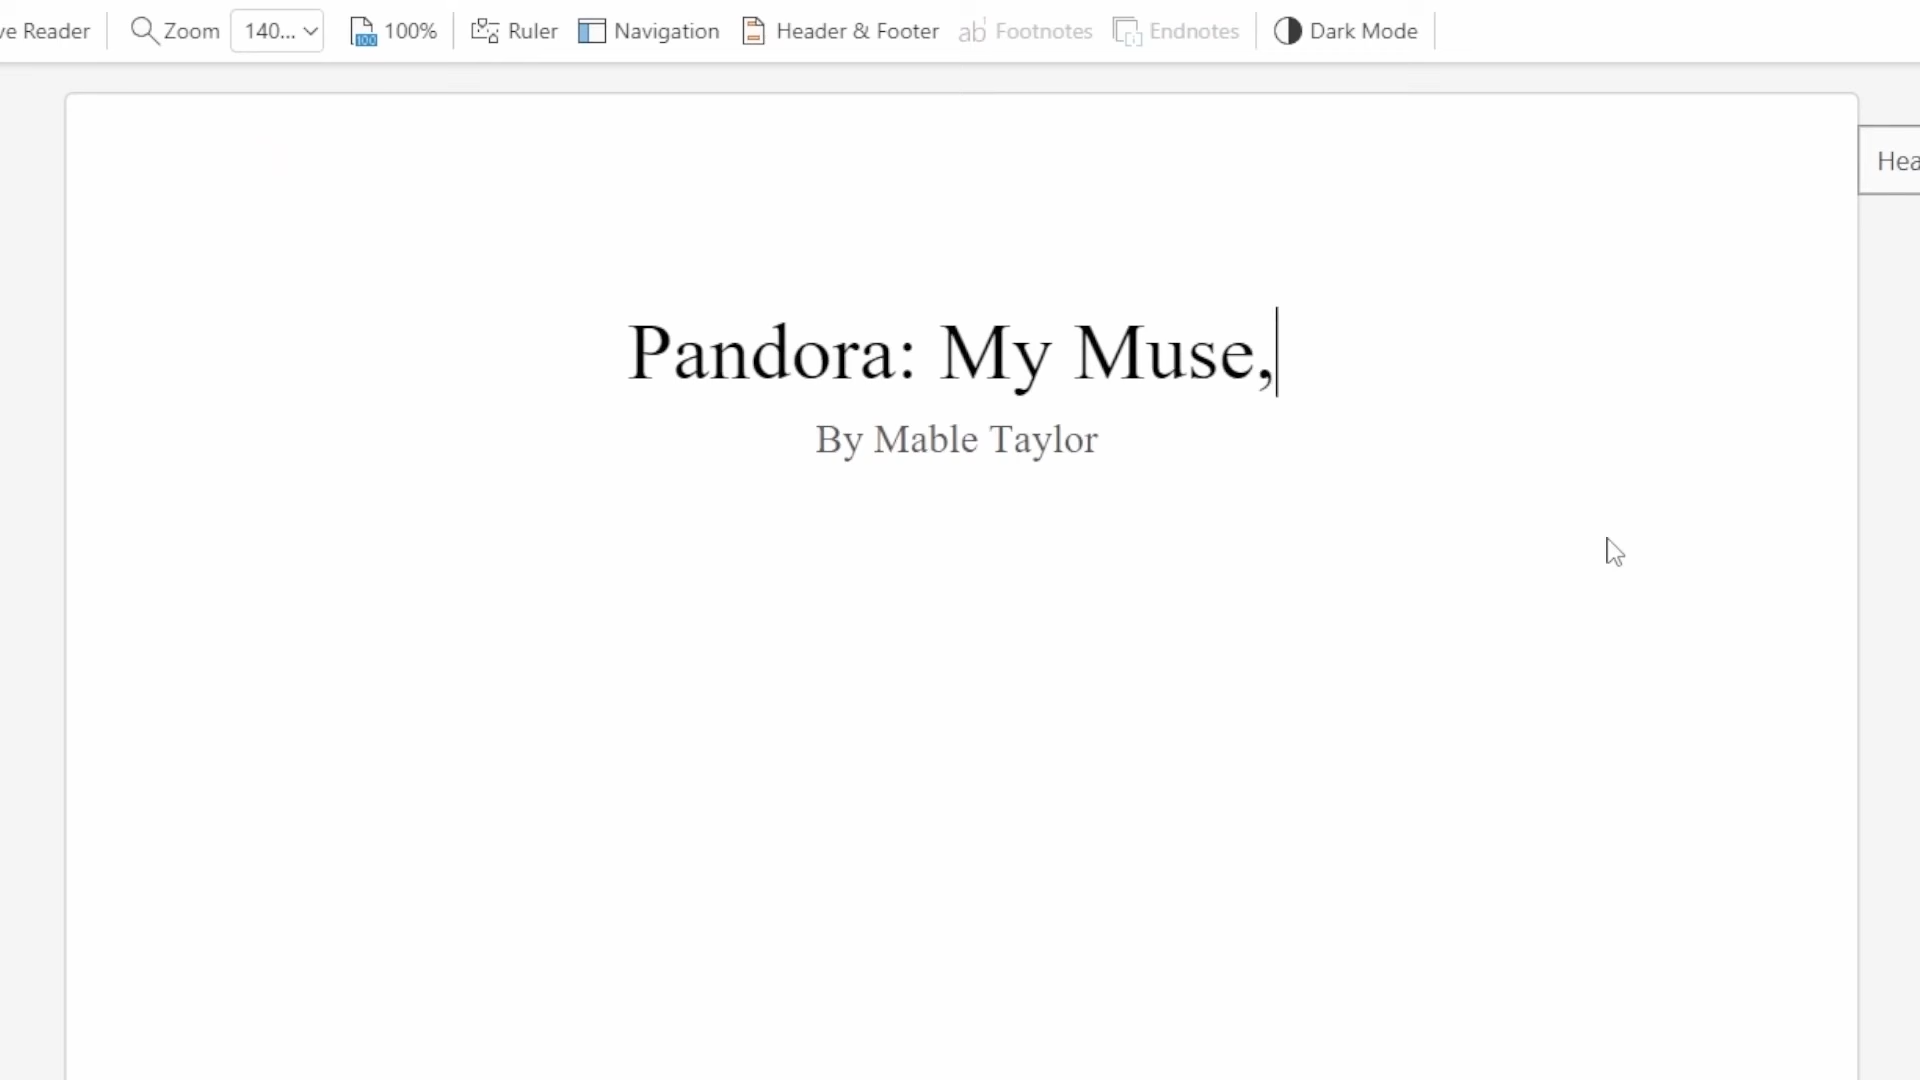 ve Reader Zoom 140... 100% Ruler Navigation Header & Footer ab Footnotes Endnotes Dark Mode
Hea
Pandora: My Muse,
By Mable Taylor